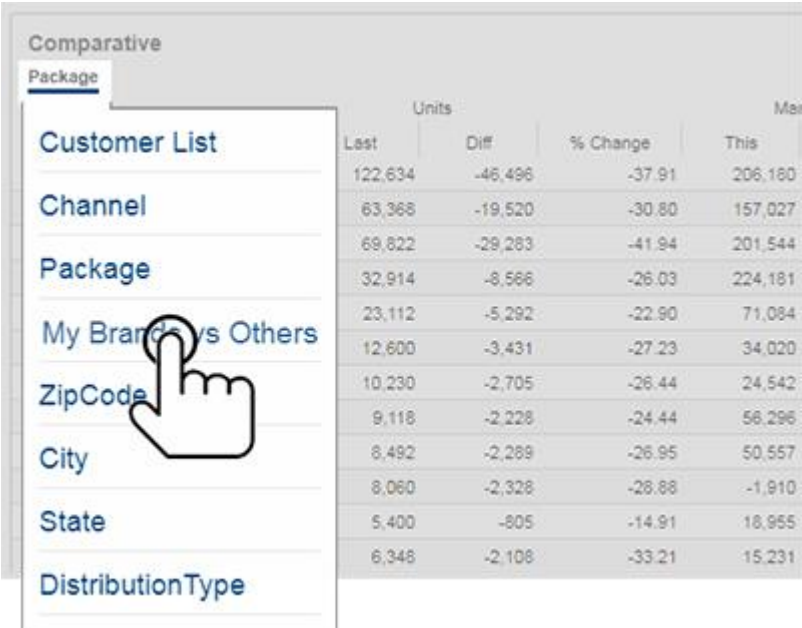 Comparative
Package
Units
Last Diff % Change This
Customer List
Channel
Package
My Brands vs Others
ZipCode
City
State
DistributionType
122,634 -46,496 -37.91 206,180
63,368 -19,520 -30.80 157,027
69,822 -29,283 -41.94 201,544
32,914 -8,566 -26.03 224,181
23,112 -5,292 -22.90 71,084
12,600 -3,431 -27.23 34,020
10,230 -2,705 -26.44 24,542
9,118 -2,228 -24.44 56,296
8,492 -2,289 -26.95 50,557
8,060 -2,328 -28.88 -1,910
5,400 -805 -14.91 18,955
6,348 -2,108 -33.21 15,231